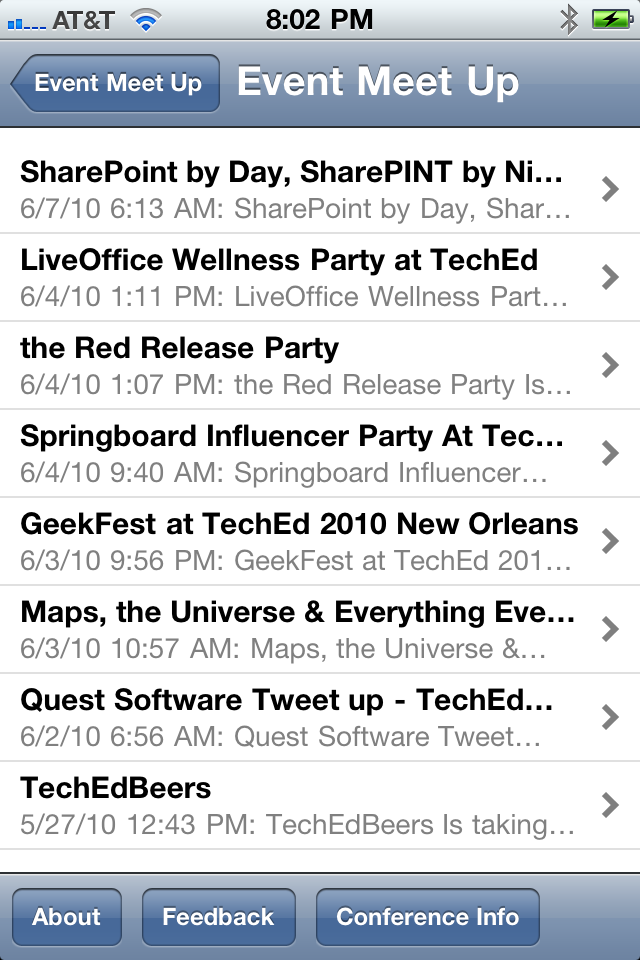 AT&T 8:02 PM
Event Meet Up Event Meet Up
SharePoint by Day, SharePINT by Ni...
6/7/10 6:13 AM: SharePoint by Day, Shar...
LiveOffice Wellness Party at TechEd
6/4/10 1:11 PM: LiveOffice Wellness Part...
the Red Release Party
6/4/10 1:07 PM: the Red Release Party Is...
Springboard Influencer Party At Tec...
6/4/10 9:40 AM: Springboard Influencer...
GeekFest at TechEd 2010 New Orleans
6/3/10 9:56 PM: GeekFest at TechEd 201...
Maps, the Universe & Everything Eve...
6/3/10 10:57 AM: Maps, the Universe &...
Quest Software Tweet up - TechEd...
6/2/10 6:56 AM: Quest Software Tweet...
TechEdBeers
5/27/10 12:43 PM: TechEdBeers Is taking...
About Feedback Conference Info